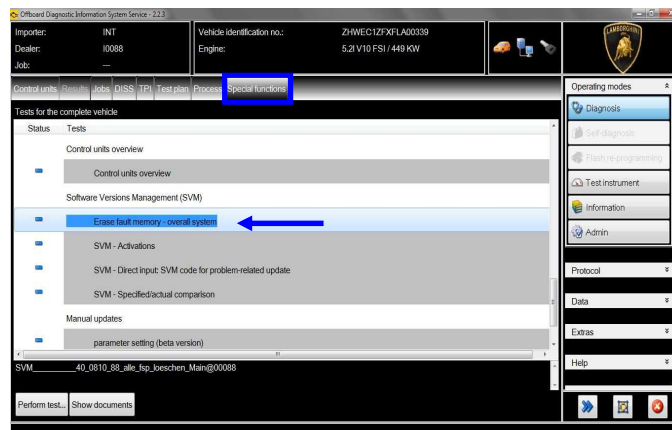 Offboard Diagnostic Information System Service - 2.2.3
Importer: INT
Dealer: I0088
Job: ---
Vehicle identification no.: ZHWEC1ZFXFLA00339
Engine: 5.2l V10 FSI / 449 KW
LAMBORGHINI
Control units Results Jobs DISS TPI Test plan Process Special functions
Tests for the complete vehicle
Status Tests
Control units overview
Control units overview
Software Versions Management (SVM)
Erase fault memory - overall system
SVM - Activations
SVM - Direct input: SVM code for problem-related update
SVM - Specified/actual comparison
Manual updates
parameter setting (beta version)
SVM_____40_0810_88_alle_fsp_loeschen_Main@00088
Perform test... Show documents
Operating modes
Diagnosis
Self-diagnosis
Flash re-programming
Test instrument
Information
Admin
Protocol
Data
Extras
Help